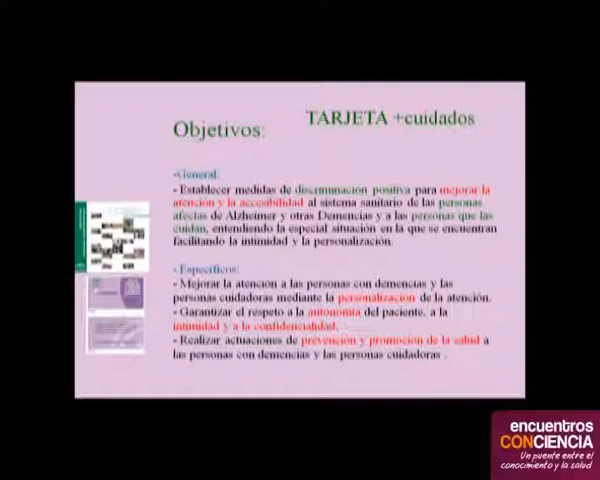 TARJETA +cuidados
Objetivos:
-General:
- Establecer medidas de discriminación positiva para mejorar la
atención y la accesibilidad al sistema sanitario de las personas
afectas de Alzheimer y otras Demencias y a las personas que las
cuidan, entendiendo la especial situación en la que se encuentran
facilitando la intimidad y la personalización.
- Específicos:
- Mejorar la atención a las personas con demencias y las
personas cuidadoras mediante la personalización de la atención.
- Garantizar el respeto a la autonomía del paciente, a la
intimidad y a la confidencialidad.
- Realizar actuaciones de prevención y promoción de la salud a
las personas con demencias y las personas cuidadoras .
encuentros
CONCIENCIA
Un puente entre el
conocimiento y la salud